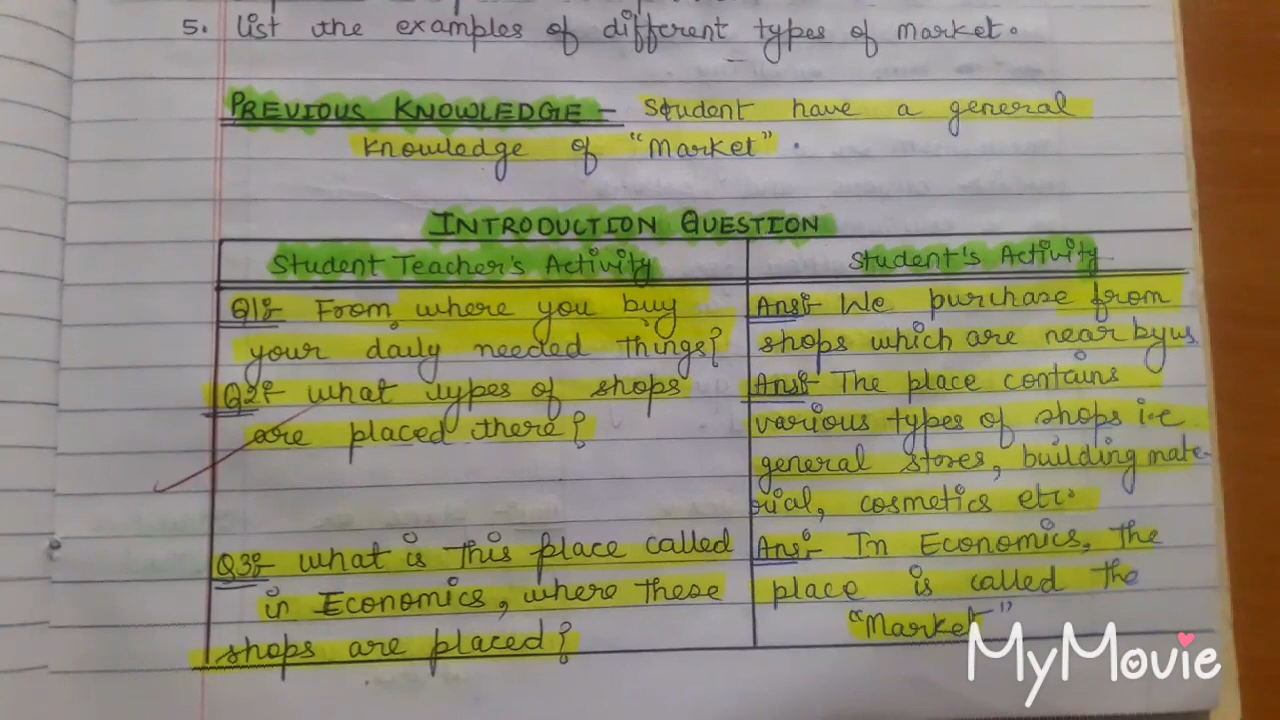 5. List the examples of different types of market.
PREVIOUS KNOWLEDGE - Student have a general
knowledge of "Market".
INTRODUCTION QUESTION
Student Teacher's Activity
Student's Activity
Q1:- From where you buy
your daily needed things?
Ans:- We purchase from
shops which are near by us
Q2:- What types of shops
are placed there?
Ans:- The place contains
various types of shops i.e
general stores, building mate-
rial, cosmetics etc.
Q3:- What is this place called
in Economics, where these
shops are placed?
Ans:- In Economics, the
place is called the
"Market"
MyMovie